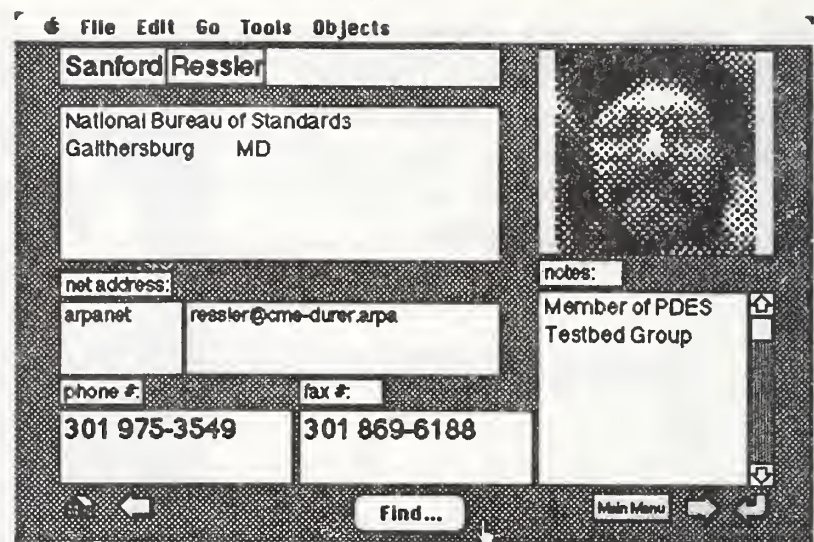 File Edit Go Tools Objects
Sanford Ressler
National Bureau of Standards
Gaithersburg MD
net address:
arpanet ressler@cme-durer.arpa
phone #: fax #:
301 975-3549 301 869-6188
notes:
Member of PDES
Testbed Group
Find...
Main Menu